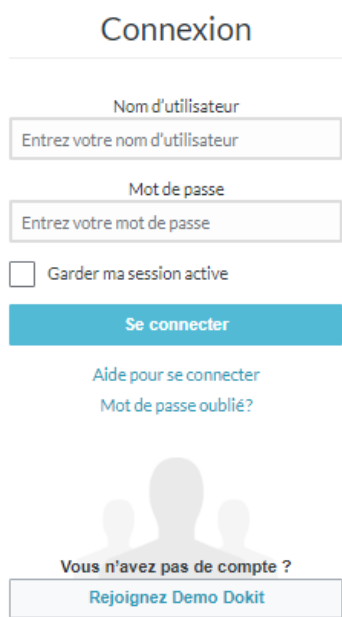 Connexion
Nom d'utilisateur
Entrez votre nom d'utilisateur
Mot de passe
Entrez votre mot de passe
Garder ma session active
Se connecter
Aide pour se connecter
Mot de passe oublié?
Vous n'avez pas de compte ?
Rejoignez Demo Dokit